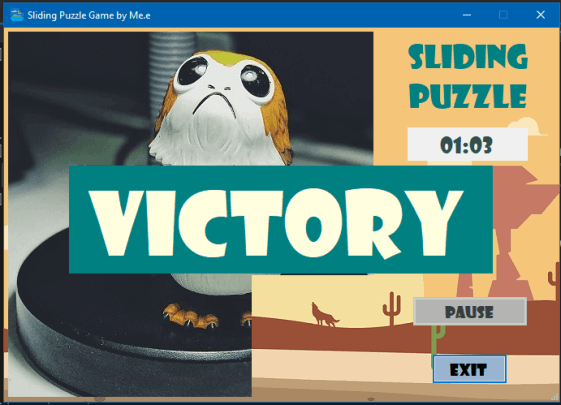 Sliding Puzzle Game by Me.e
SLIDING
PUZZLE
01:03
VICTORY
PAUSE
EXIT